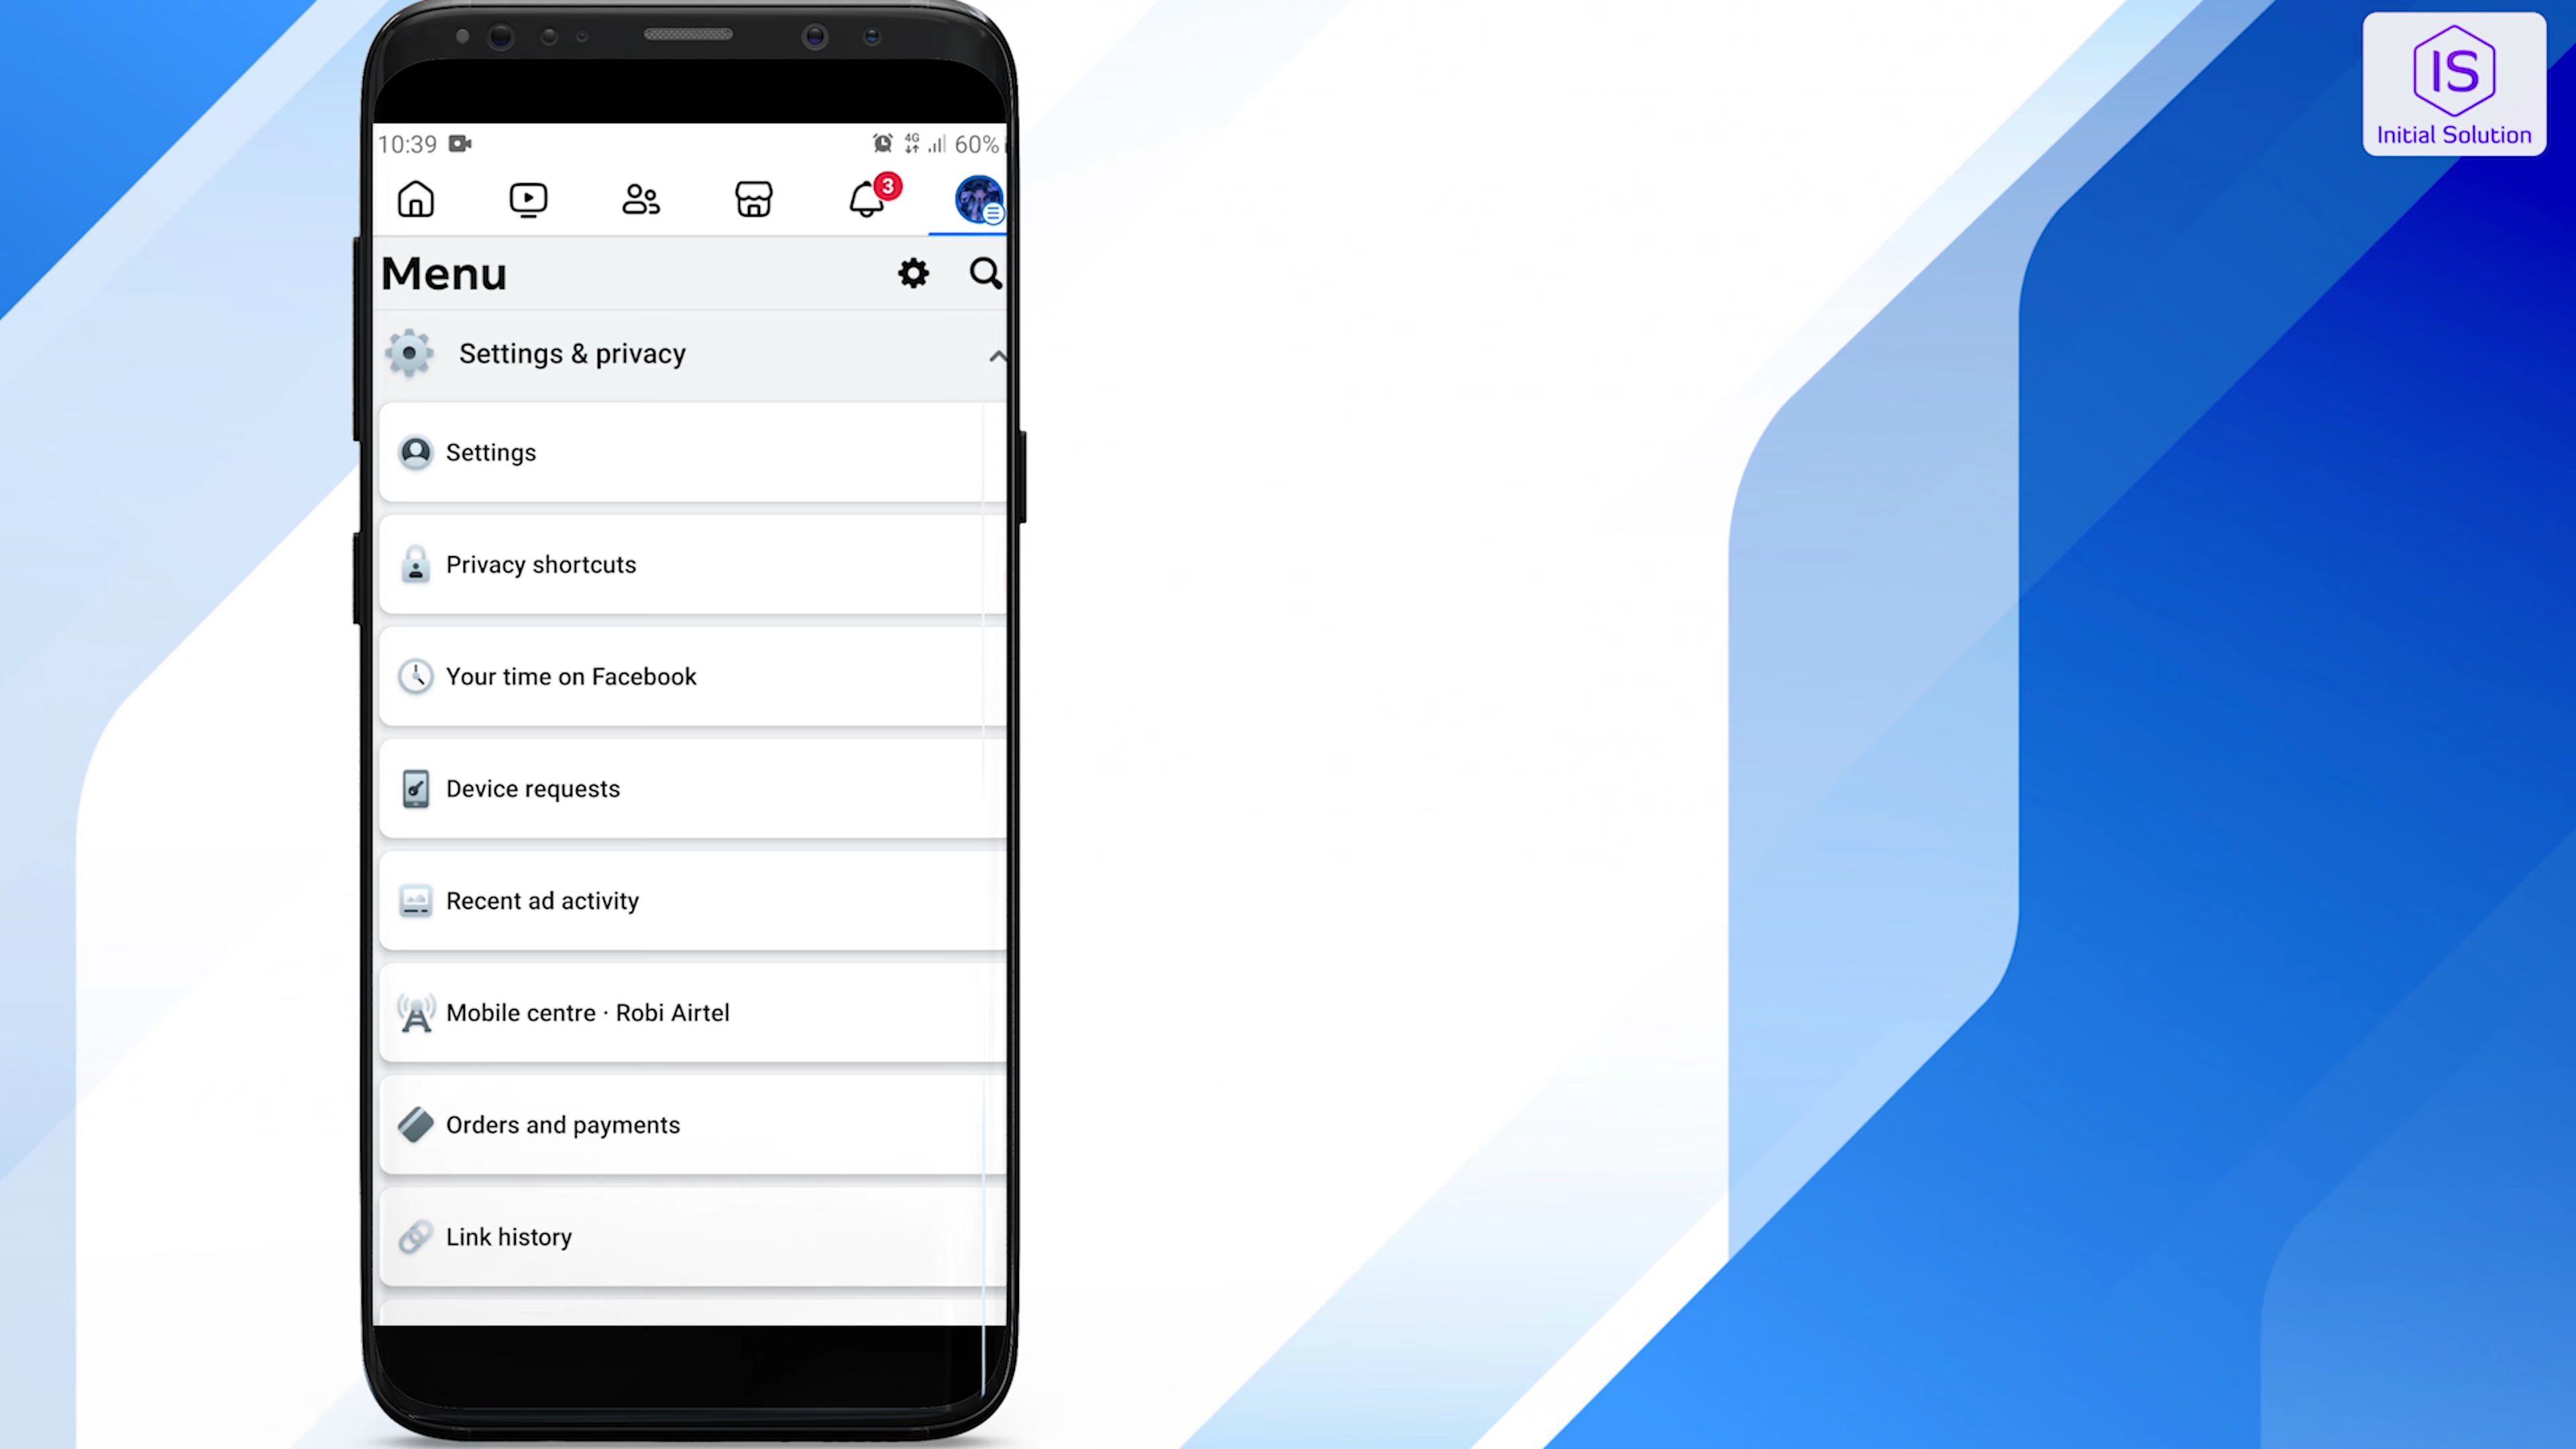 IS
Initial Solution
10:39 4G 60%
3
Menu
Settings & privacy
Settings
Privacy shortcuts
Your time on Facebook
Device requests
Recent ad activity
Mobile centre · Robi Airtel
Orders and payments
Link history